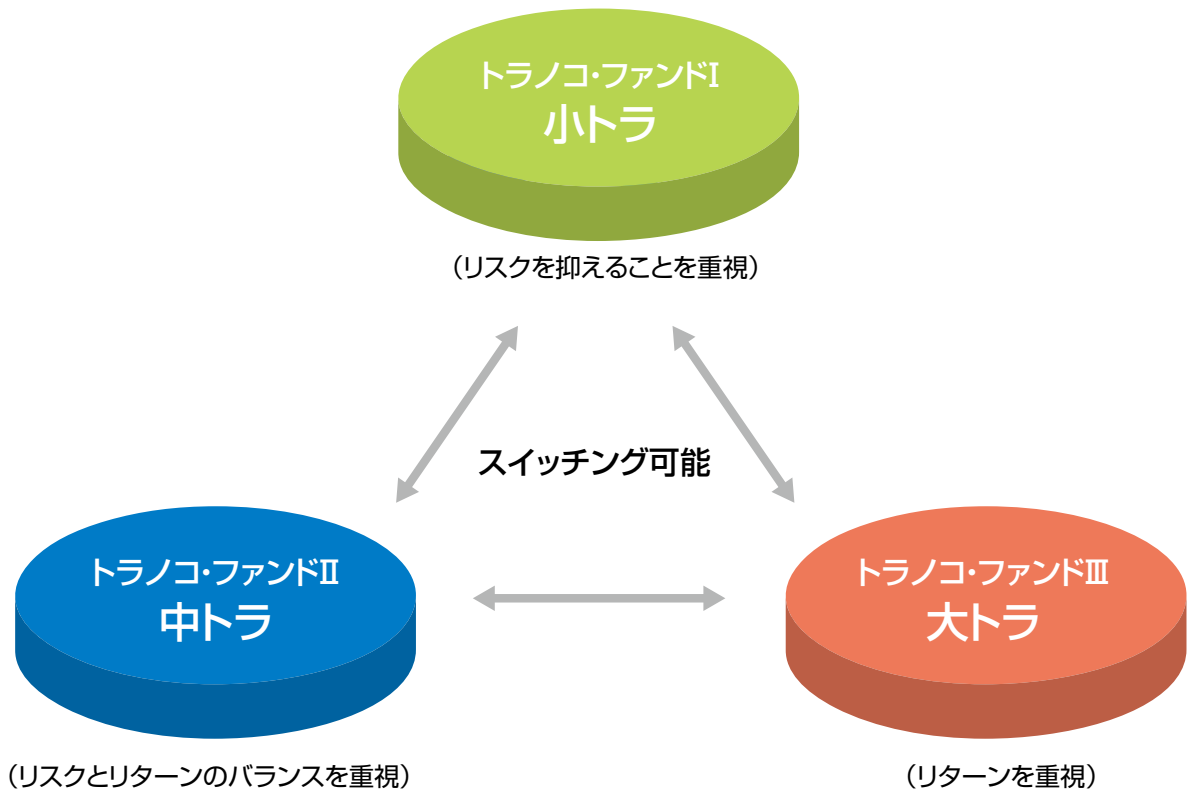 トラノコ・ファンドⅠ
小トラ
（リスクを抑えることを重視）
スイッチング可能
トラノコ・ファンドⅡ
中トラ
（リスクとリターンのバランスを重視）
トラノコ・ファンドⅢ
大トラ
（リターンを重視）